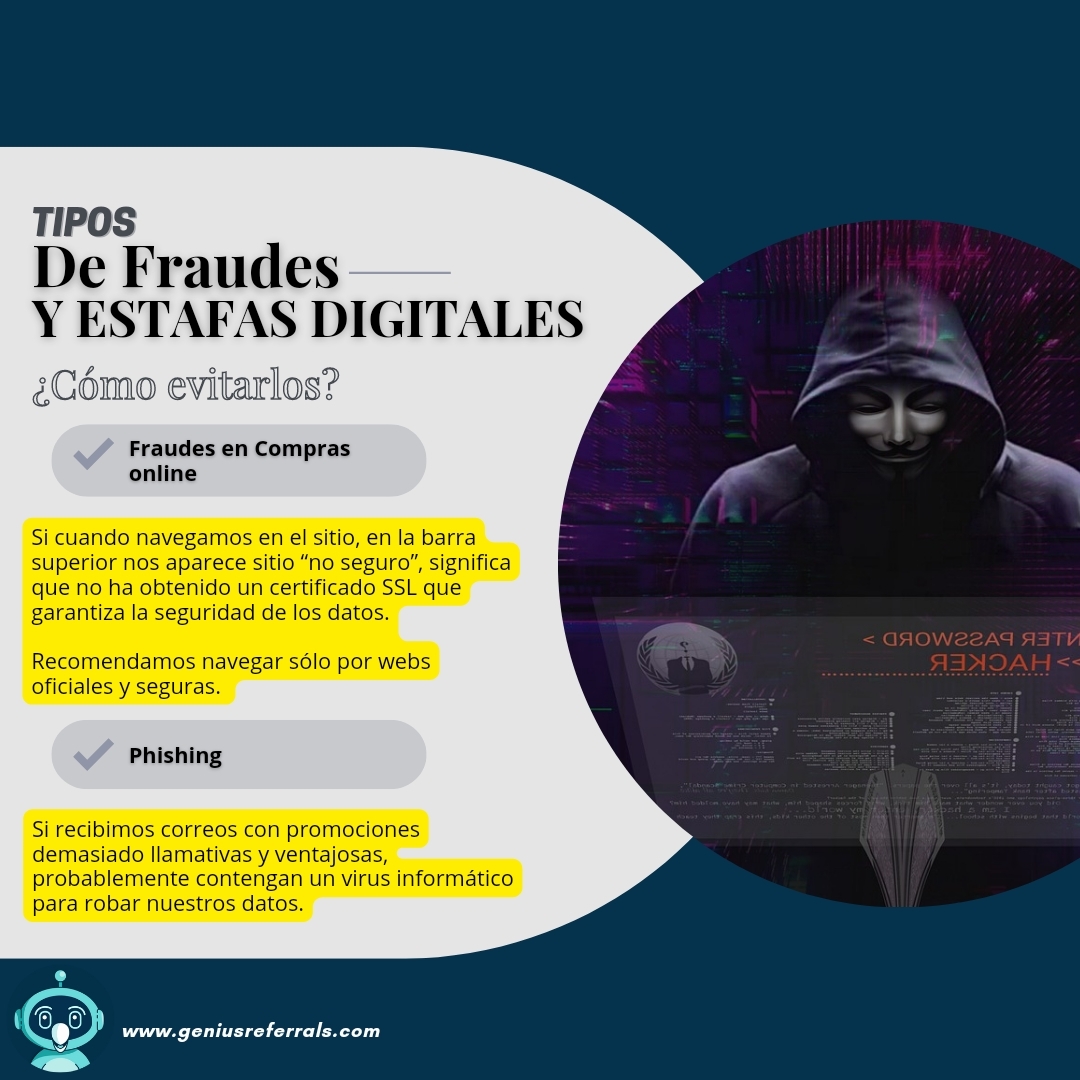 TIPOS
De Fraudes
Y ESTAFAS DIGITALES
¿Cómo evitarlos?
Fraudes en Compras
online
Si cuando navegamos en el sitio, en la barra
superior nos aparece sitio “no seguro”, significa
que no ha obtenido un certificado SSL que
garantiza la seguridad de los datos.
Recomendamos navegar sólo por webs
oficiales y seguras.
Phishing
Si recibimos correos con promociones
demasiado llamativas y ventajosas,
probablemente contengan un virus informático
para robar nuestros datos.
NTER PASSWORD >
>> HACKER
www.geniusreferrals.com